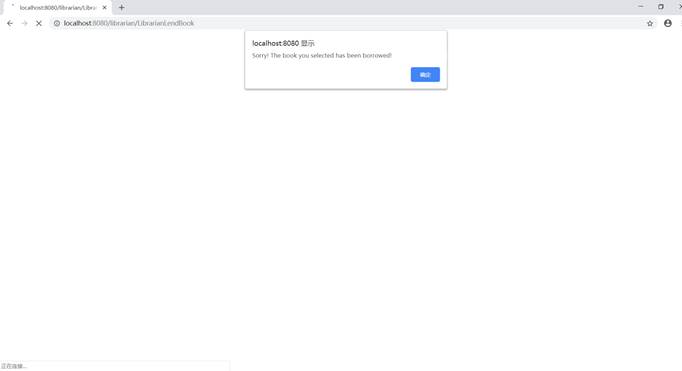 localhost:8080/librarian/Librar
localhost:8080/librarian/LibrarianLendBook
localhost:8080 显示
Sorry! The book you selected has been borrowed!
确定
正在连接...